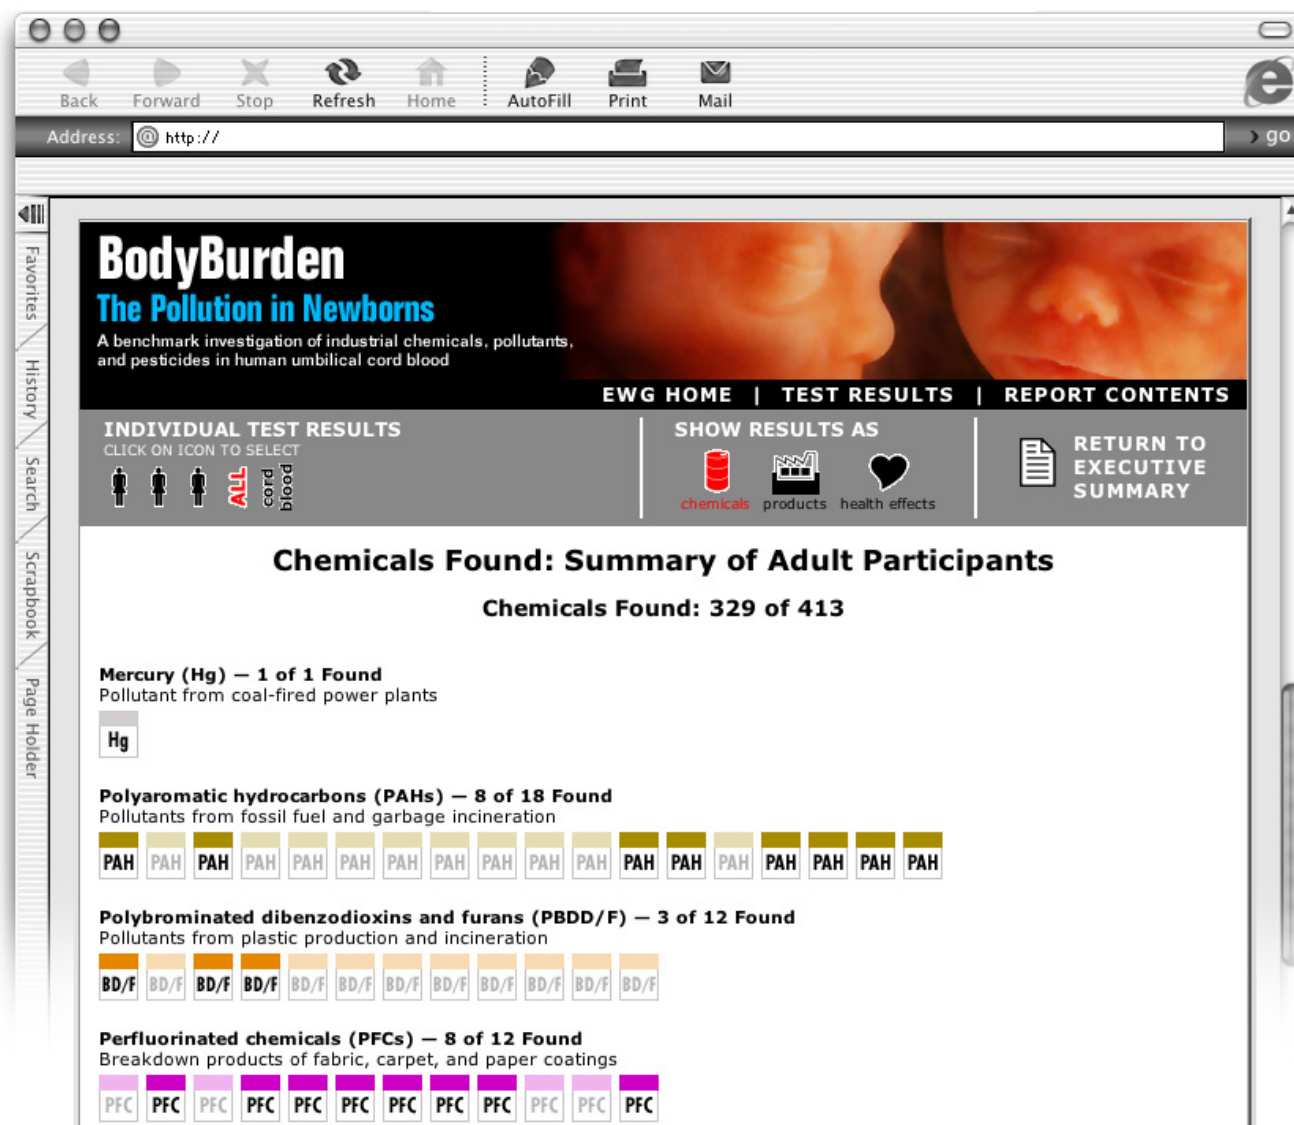 Back Forward Stop Refresh Home AutoFill Print Mail
Address: @ http:// › go
Favorites
History
Search
Scrapbook
Page Holder
BodyBurden
The Pollution in Newborns
A benchmark investigation of industrial chemicals, pollutants,
and pesticides in human umbilical cord blood
EWG HOME | TEST RESULTS | REPORT CONTENTS
INDIVIDUAL TEST RESULTS
CLICK ON ICON TO SELECT
ALL
cord
blood
SHOW RESULTS AS
chemicals products health effects
RETURN TO
EXECUTIVE
SUMMARY
Chemicals Found: Summary of Adult Participants
Chemicals Found: 329 of 413
Mercury (Hg) — 1 of 1 Found
Pollutant from coal-fired power plants
Hg
Polyaromatic hydrocarbons (PAHs) — 8 of 18 Found
Pollutants from fossil fuel and garbage incineration
PAH PAH PAH PAH PAH PAH PAH PAH PAH PAH PAH PAH PAH PAH PAH PAH PAH PAH
Polybrominated dibenzodioxins and furans (PBDD/F) — 3 of 12 Found
Pollutants from plastic production and incineration
BD/F BD/F BD/F BD/F BD/F BD/F BD/F BD/F BD/F BD/F BD/F BD/F
Perfluorinated chemicals (PFCs) — 8 of 12 Found
Breakdown products of fabric, carpet, and paper coatings
PFC PFC PFC PFC PFC PFC PFC PFC PFC PFC PFC PFC